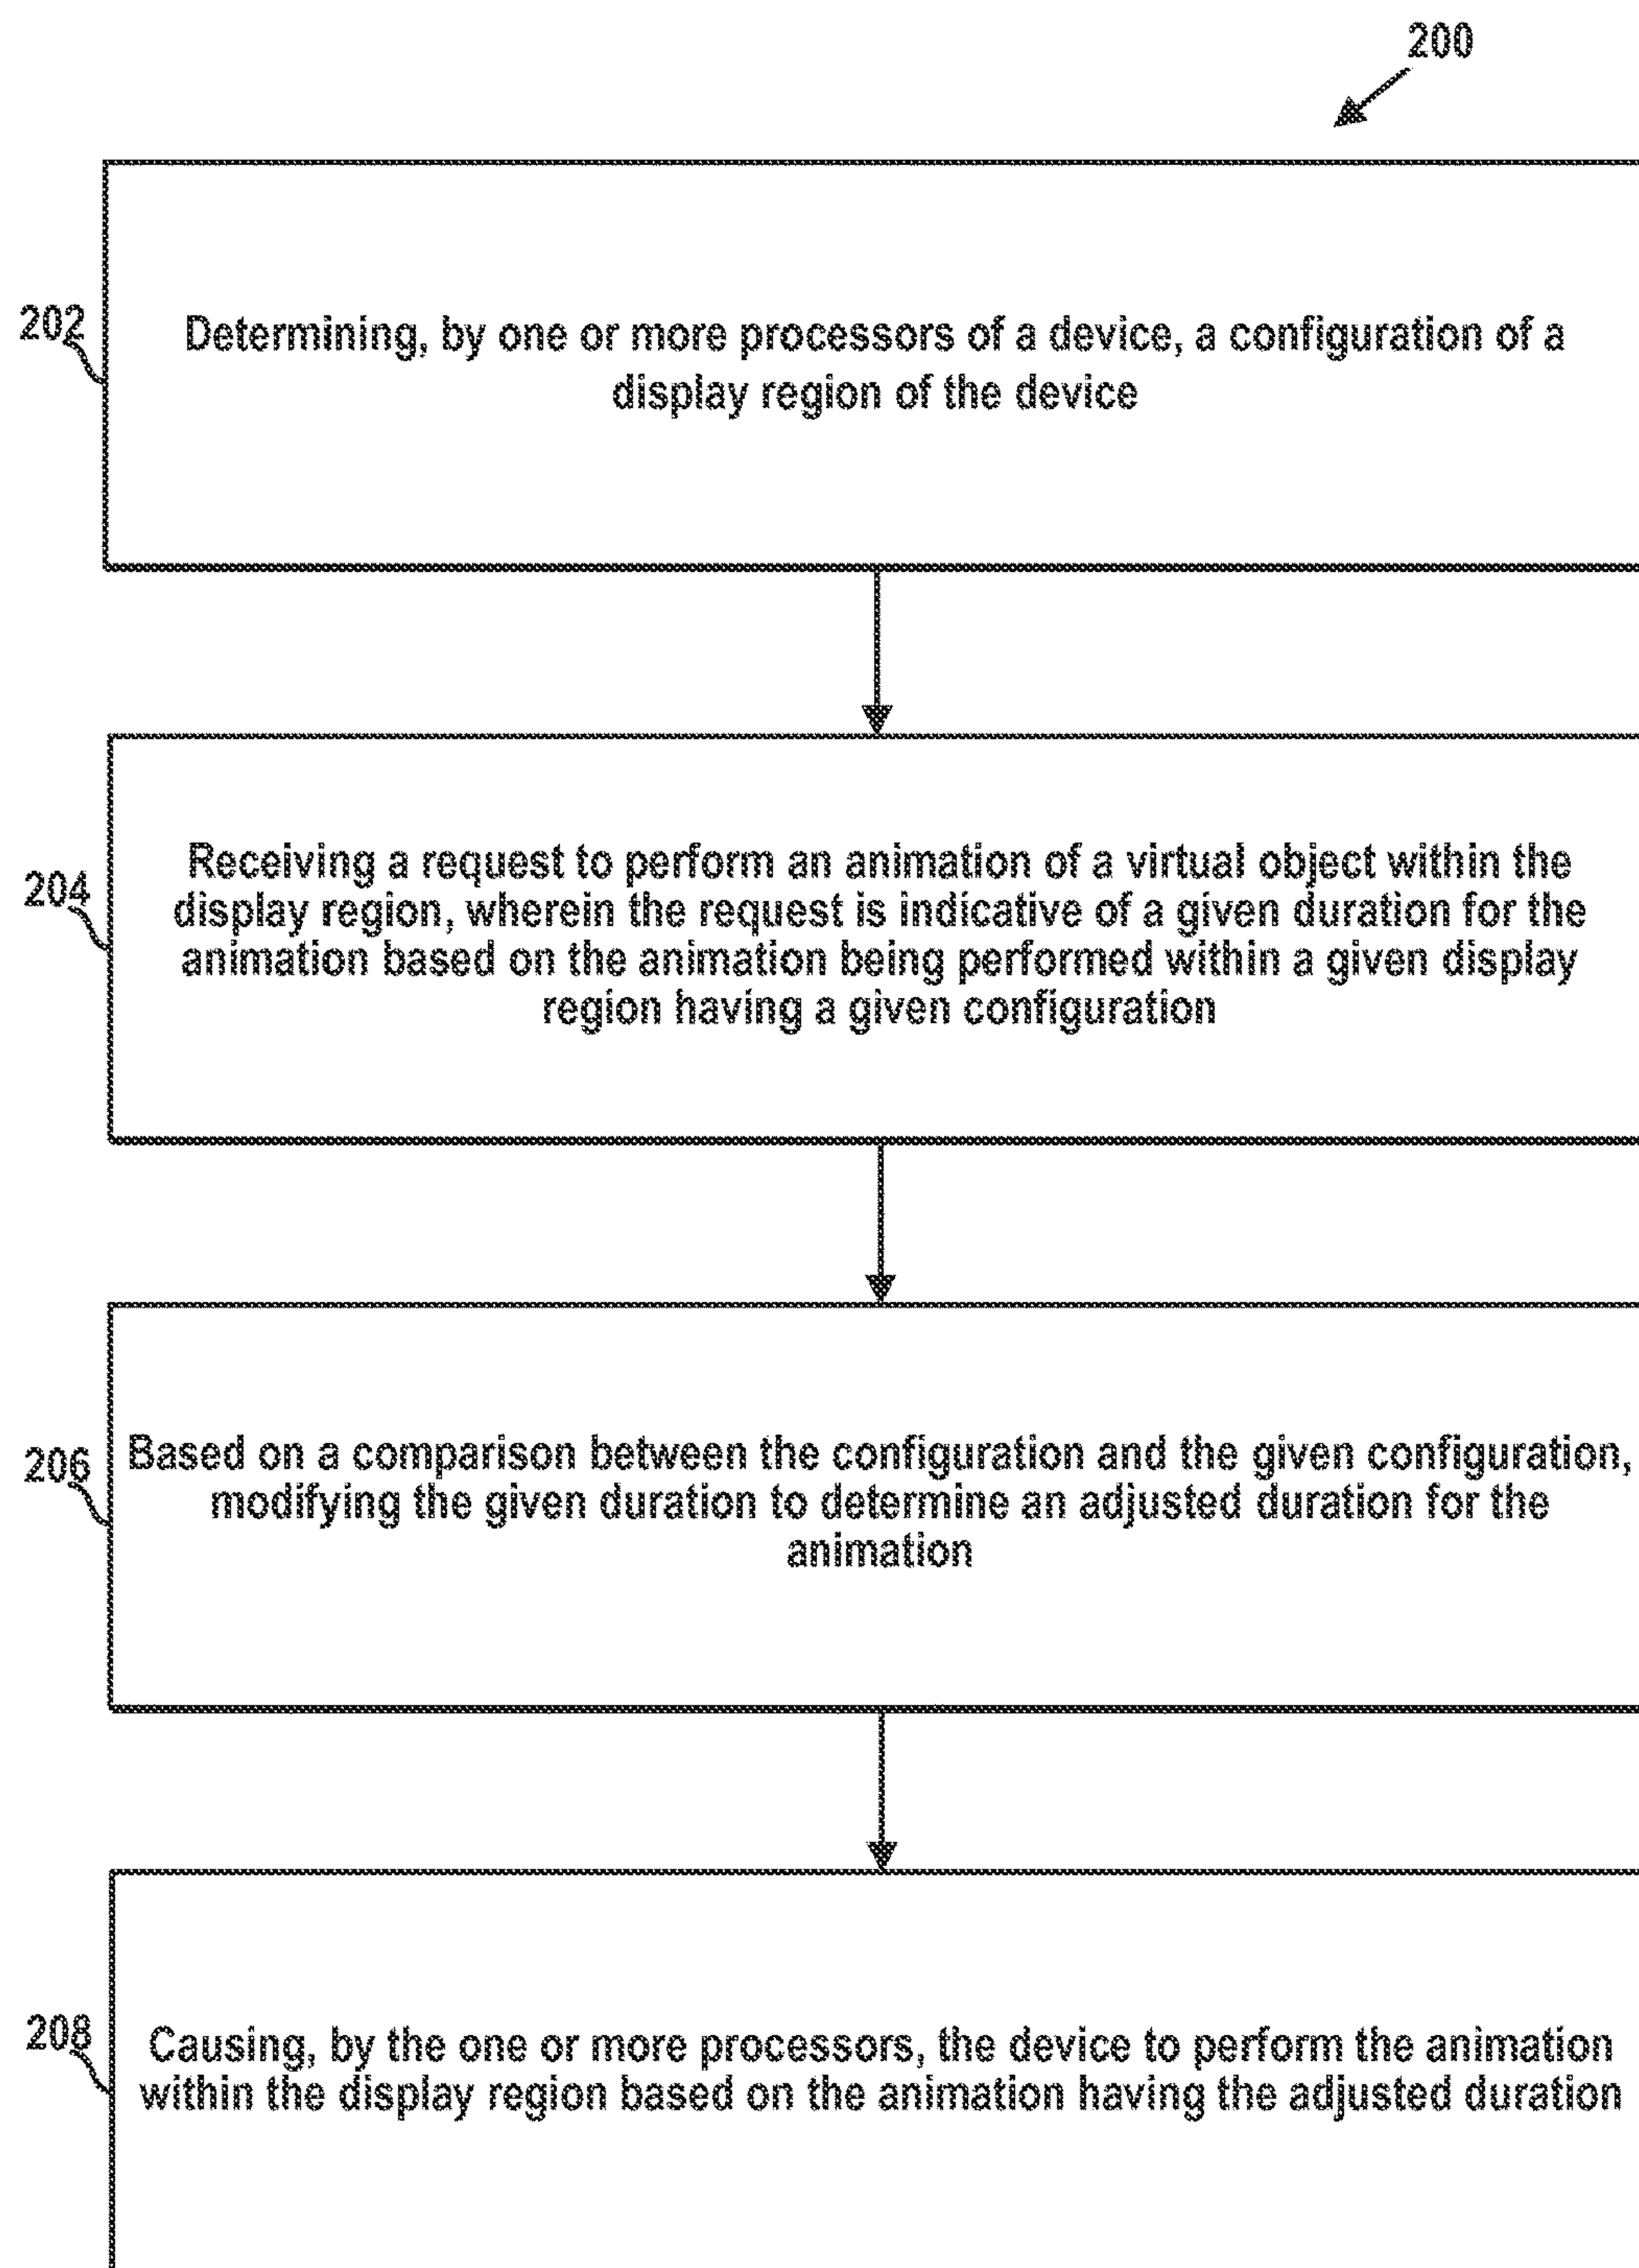 200
202
Determining, by one or more processors of a device, a configuration of a
display region of the device
204
Receiving a request to perform an animation of a virtual object within the
display region, wherein the request is indicative of a given duration for the
animation based on the animation being performed within a given display
region having a given configuration
206
Based on a comparison between the configuration and the given configuration,
modifying the given duration to determine an adjusted duration for the
animation
208
Causing, by the one or more processors, the device to perform the animation
within the display region based on the animation having the adjusted duration